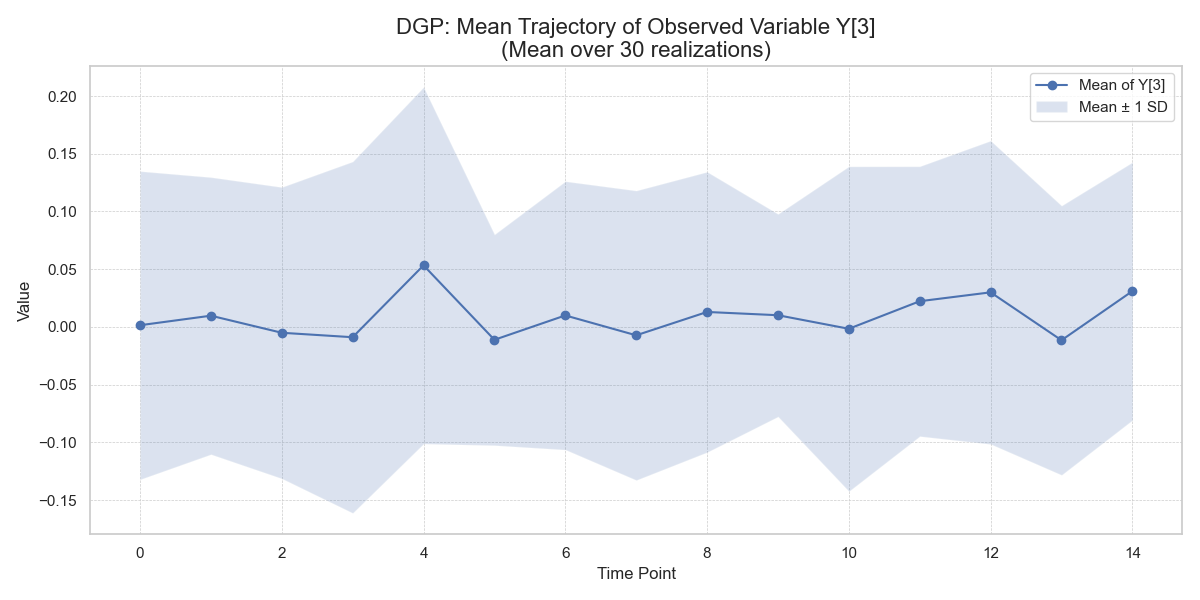 DGP: Mean Trajectory of Observed Variable Y[3]
(Mean over 30 realizations)
Mean of Y[3]
Mean ± 1 SD
Value
0.20
0.15
0.10
0.05
0.00
−0.05
−0.10
−0.15
0 2 4 6 8 10 12 14
Time Point